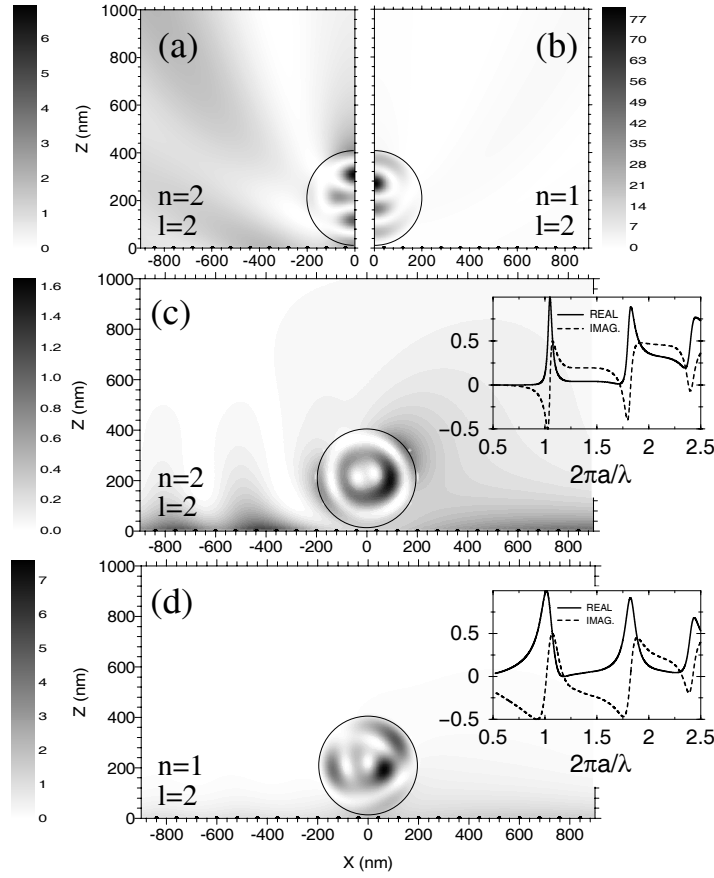 6
5
4
3
2
1
0
Z (nm)
1000
800
600
400
200
0
(a)
n=2
l=2
-800 -600 -400 -200 0
(b)
n=1
l=2
0 200 400 600 800
77
70
63
56
49
42
35
28
21
14
7
0
1.6
1.4
1.2
1.0
0.8
0.6
0.4
0.2
0.0
Z (nm)
1000
800
600
400
200
0
(c)
n=2
l=2
-800 -600 -400 -200 0 200 400 600 800
REAL
IMAG.
0.5
0
−0.5
0.5 1 1.5 2 2.5
2πa/λ
7
6
5
4
3
2
1
0
Z (nm)
1000
800
600
400
200
0
(d)
n=1
l=2
-800 -600 -400 -200 0 200 400 600 800
X (nm)
REAL
IMAG.
0.5
0
−0.5
0.5 1 1.5 2 2.5
2πa/λ